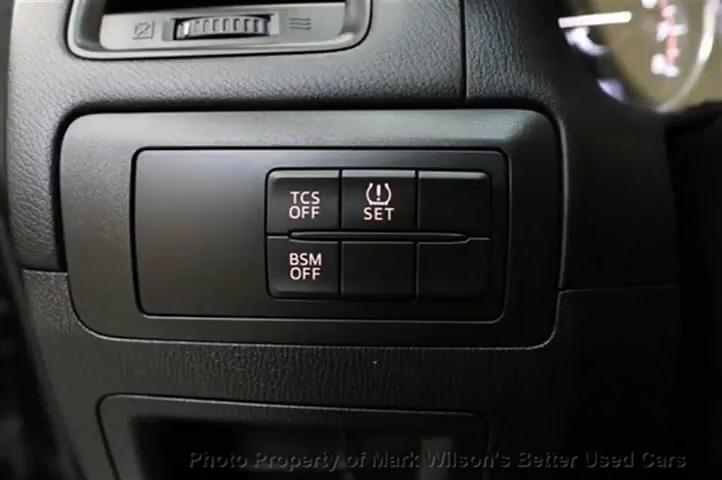 TCS
OFF
SET
BSM
OFF
Photo Property of Mark Wilson's Better Used Cars